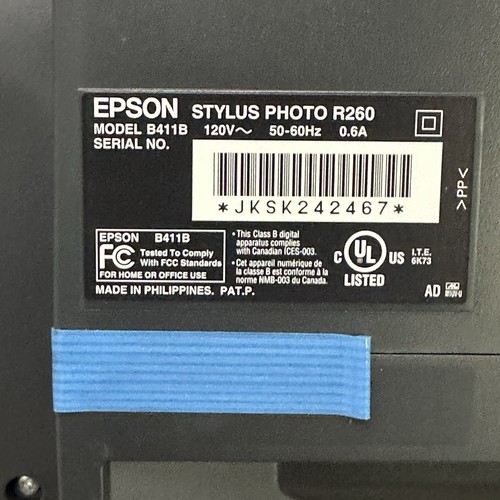 EPSON STYLUS PHOTO R260
MODEL B411B 120V~ 50-60Hz 0.6A
SERIAL NO.
*JKSK242467*
>PP<
EPSON B411B
FC Tested To Comply
With FCC Standards
FOR HOME OR OFFICE USE
• This Class B digital
apparatus complies
with Canadian ICES-003.
• Cet appareil numérique de
la classe B est conforme à la
norme NMB-003 du Canada.
C UL US
LISTED
I.T.E.
6K73
MADE IN PHILIPPINES. PAT.P.
AD